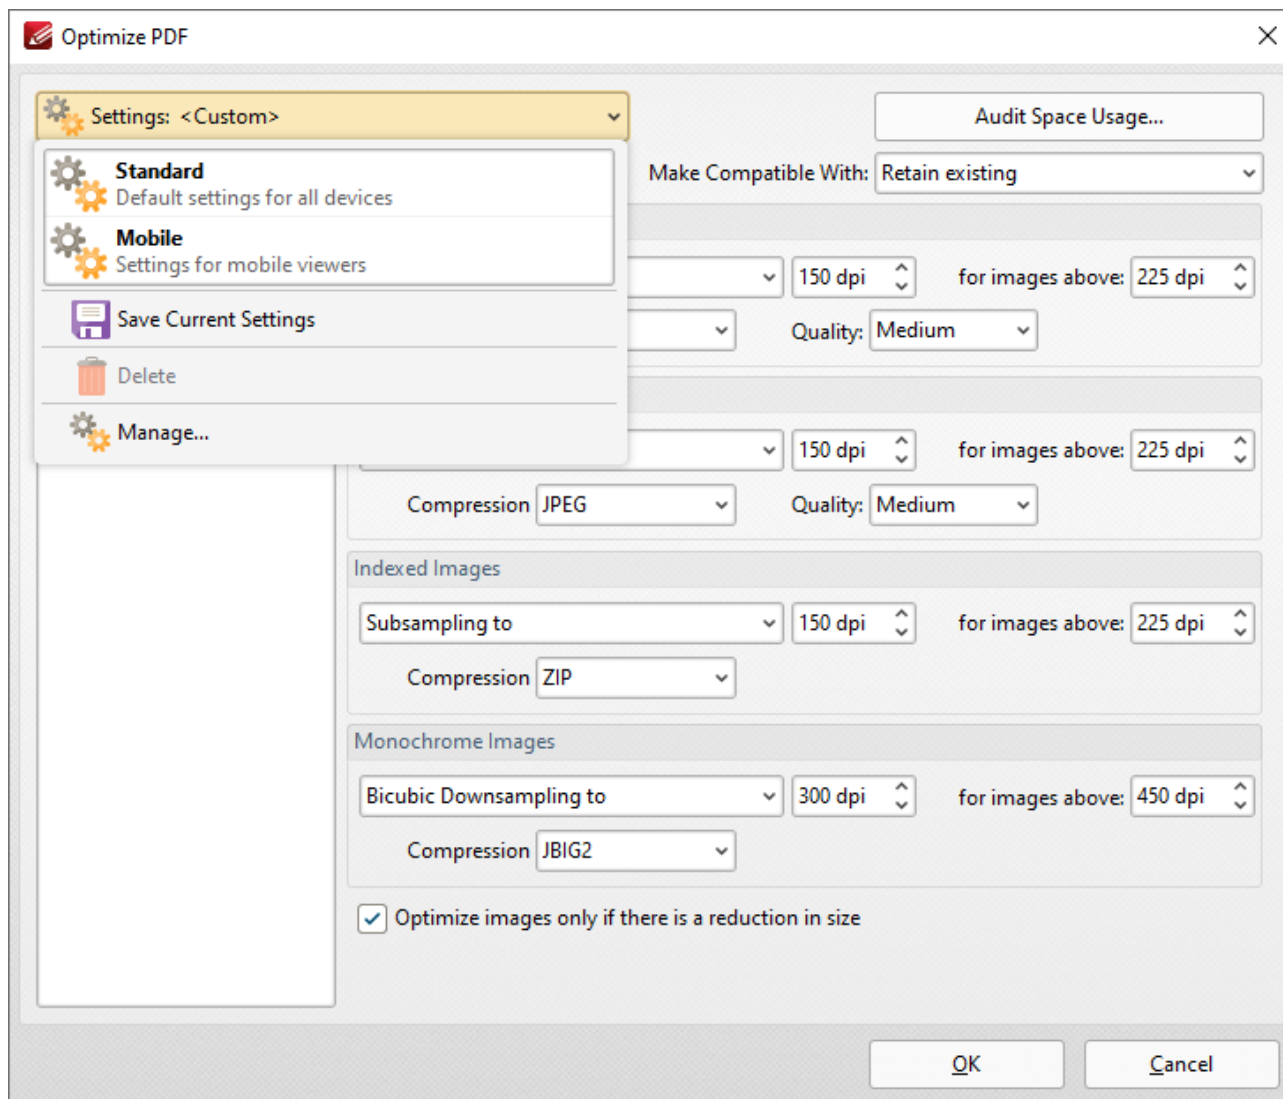 Optimize PDF
Settings: <Custom>
Audit Space Usage...
Standard
Default settings for all devices
Make Compatible With: Retain existing
Mobile
Settings for mobile viewers
150 dpi for images above: 225 dpi
Save Current Settings
Quality: Medium
Delete
Manage...
150 dpi for images above: 225 dpi
Compression JPEG Quality: Medium
Indexed Images
Subsampling to 150 dpi for images above: 225 dpi
Compression ZIP
Monochrome Images
Bicubic Downsampling to 300 dpi for images above: 450 dpi
Compression JBIG2
Optimize images only if there is a reduction in size
OK Cancel